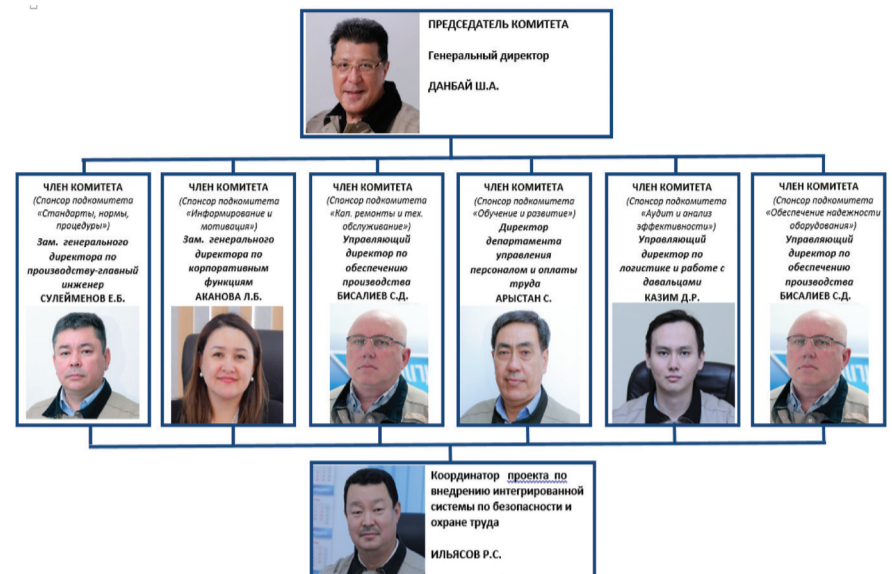 ПРЕДСЕДАТЕЛЬ КОМИТЕТА
Генеральный директор
ДАНБАЙ Ш.А.
ЧЛЕН КОМИТЕТА
(Спонсор подкомитета
«Стандарты, нормы,
процедуры»)
Зам. генерального
директора по
производству-главный
инженер
СУЛЕЙМЕНОВ Е.Б.
ЧЛЕН КОМИТЕТА
(Спонсор подкомитета
«Информирование и
мотивация»)
Зам. генерального
директора по
корпоративным
функциям
АКАНОВА Л.Б.
ЧЛЕН КОМИТЕТА
(Спонсор подкомитета
«Кап. ремонты и тех.
обслуживание»)
Управляющий
директор по
обеспечению
производства
БИСАЛИЕВ С.Д.
ЧЛЕН КОМИТЕТА
(Спонсор подкомитета
«Обучение и развитие»)
Директор
департамента
управления
персоналом и оплаты
труда
АРЫСТАН С.
ЧЛЕН КОМИТЕТА
(Спонсор подкомитета
«Аудит и анализ
эффективности»)
Управляющий
директор по
логистике и работе с
давальцами
КАЗИМ Д.Р.
ЧЛЕН КОМИТЕТА
(Спонсор подкомитета
«Обеспечение надежности
оборудования»)
Управляющий
директор по
обеспечению
производства
БИСАЛИЕВ С.Д.
Координатор проекта по
внедрению интегрированной
системы по безопасности и
охране труда
ИЛЬЯСОВ Р.С.